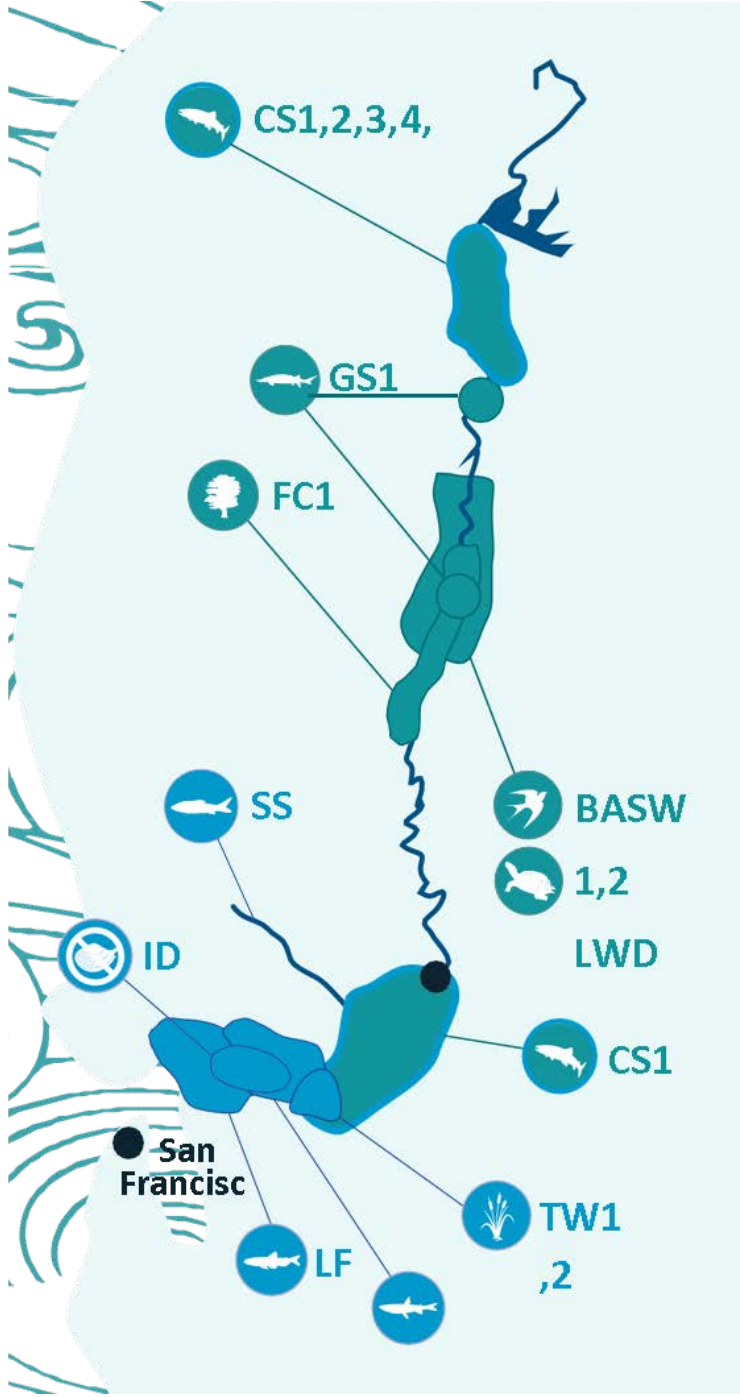 CS1,2,3,4,
GS1
FC1
SS
BASW
1,2
LWD
ID
CS1
San
Francisc
TW1
,2
LF